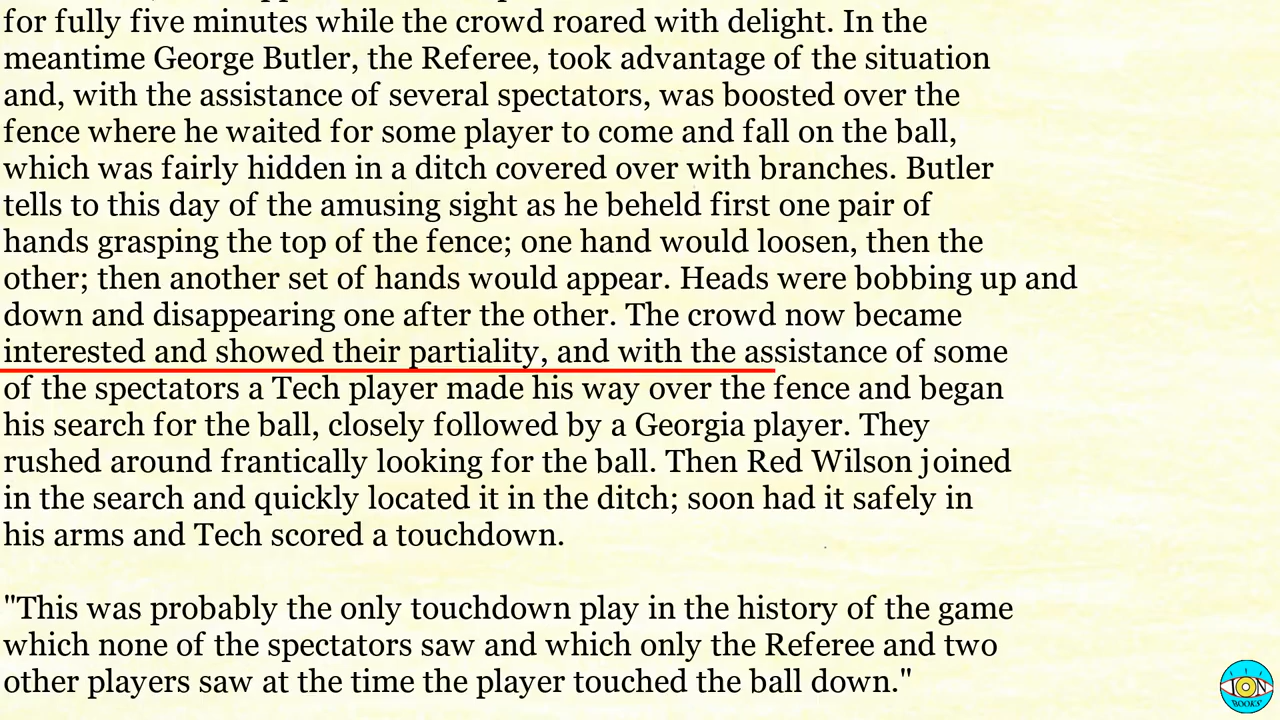 for fully five minutes while the crowd roared with delight. In the
meantime George Butler, the Referee, took advantage of the situation
and, with the assistance of several spectators, was boosted over the
fence where he waited for some player to come and fall on the ball,
which was fairly hidden in a ditch covered over with branches. Butler
tells to this day of the amusing sight as he beheld first one pair of
hands grasping the top of the fence; one hand would loosen, then the
other; then another set of hands would appear. Heads were bobbing up and
down and disappearing one after the other. The crowd now became
interested and showed their partiality, and with the assistance of some
of the spectators a Tech player made his way over the fence and began
his search for the ball, closely followed by a Georgia player. They
rushed around frantically looking for the ball. Then Red Wilson joined
in the search and quickly located it in the ditch; soon had it safely in
his arms and Tech scored a touchdown.
"This was probably the only touchdown play in the history of the game
which none of the spectators saw and which only the Referee and two
other players saw at the time the player touched the ball down."
ION
BOOKS